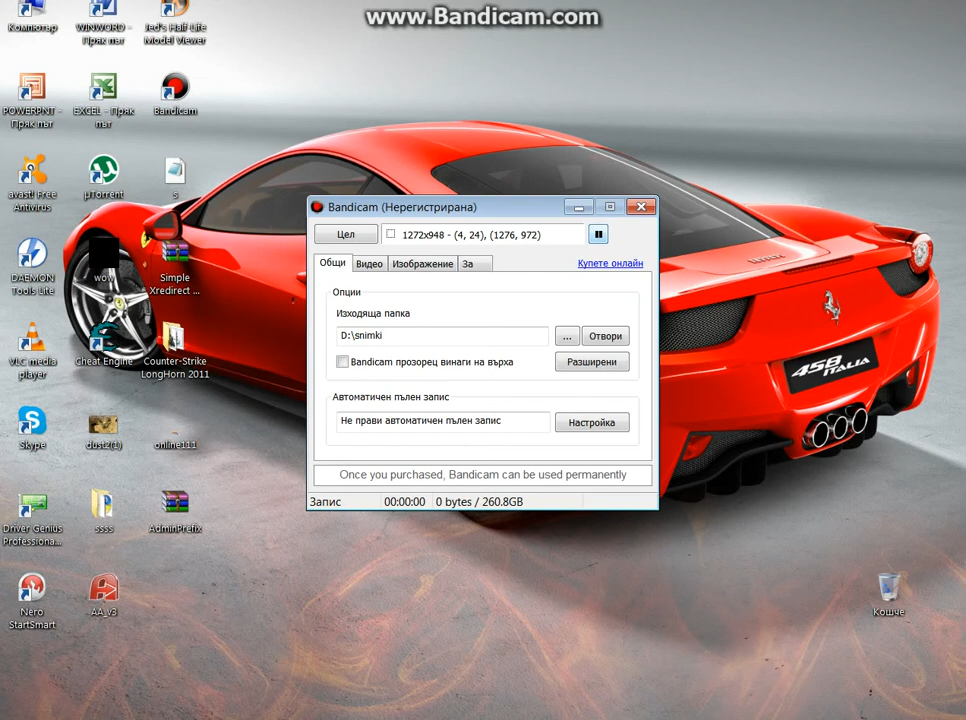 www.Bandicam.com
Компютър
WINWORD -
Пряк път
Jed's Half-Life
Model Viewer
POWERPNT -
Пряк път
EXCEL - Пряк
път
Bandicam
avast! Free
Antivirus
µTorrent
s
DAEMON
Tools Lite
wow
Simple
Xredirect ...
VLC media
player
Cheat Engine
Counter-Strike
LongHorn 2011
Skype
dust2(1)
online111
Driver Genius
Professiona...
ssss
AdminPrefix
Nero
StartSmart
AA_v3
Кошче
458 ITALIA
Bandicam (Нерегистрирана)
Цел
1272x948 - (4, 24), (1276, 972)
Общи
Видео
Изображение
За
Купете онлайн
Опции
Изходяща папка
D:\snimki
...
Отвори
Bandicam прозорец винаги на върха
Разширени
Автоматичен пълен запис
Не прави автоматичен пълен запис
Настройка
Once you purchased, Bandicam can be used permanently
Запис
00:00:00
0 bytes / 260.8GB